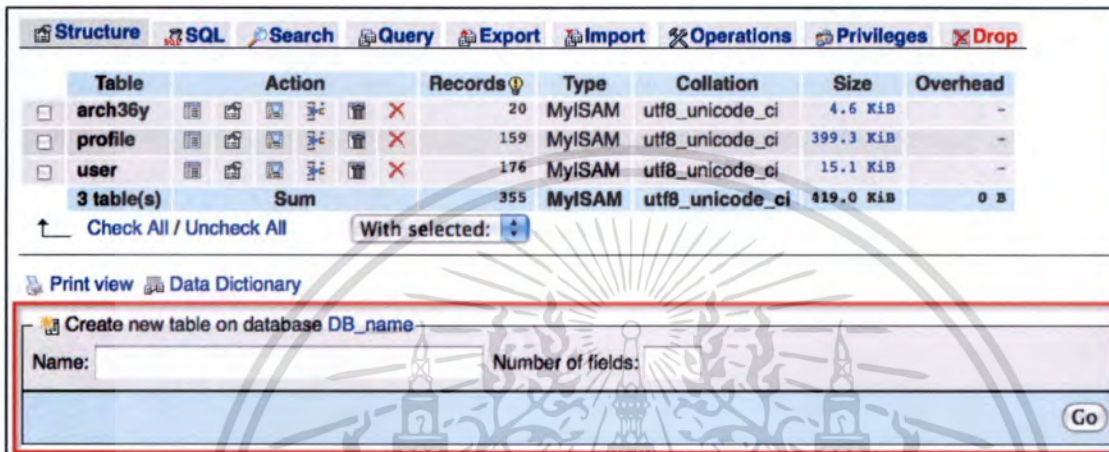 Structure SQL Search Query Export Import Operations Privileges Drop
Table Action Records Type Collation Size Overhead
arch36y 20 MyISAM utf8_unicode_ci 4.6 KiB -
profile 159 MyISAM utf8_unicode_ci 399.3 KiB -
user 176 MyISAM utf8_unicode_ci 15.1 KiB -
3 table(s) Sum 355 MyISAM utf8_unicode_ci 419.0 KiB 0 B
Check All / Uncheck All With selected:
Print view Data Dictionary
Create new table on database DB_name
Name: Number of fields:
Go